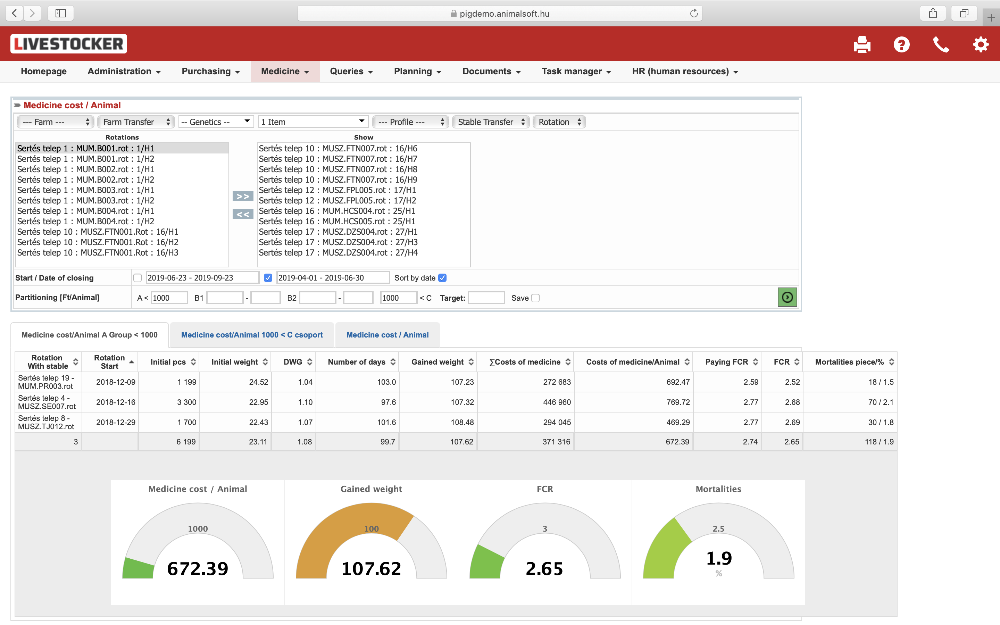 pigdemo.animalsoft.hu
LIVESTOCKER
Homepage Administration Purchasing Medicine Queries Planning Documents Task manager HR (human resources)
Medicine cost / Animal
--- Farm --- Farm Transfer -- Genetics -- 1 Item --- Profile --- Stable Transfer Rotation
Rotations Show
Sertés telep 1 : MUM.B001.rot : 1/H1
Sertés telep 1 : MUM.B001.rot : 1/H2
Sertés telep 1 : MUM.B002.rot : 1/H1
Sertés telep 1 : MUM.B002.rot : 1/H2
Sertés telep 1 : MUM.B003.rot : 1/H1
Sertés telep 1 : MUM.B003.rot : 1/H2
Sertés telep 1 : MUM.B004.rot : 1/H1
Sertés telep 1 : MUM.B004.rot : 1/H2
Sertés telep 10 : MUSZ.FTN001.Rot : 16/H1
Sertés telep 10 : MUSZ.FTN001.Rot : 16/H2
Sertés telep 10 : MUSZ.FTN001.Rot : 16/H3
>>
<<
Sertés telep 10 : MUSZ.FTN007.rot : 16/H6
Sertés telep 10 : MUSZ.FTN007.rot : 16/H7
Sertés telep 10 : MUSZ.FTN007.rot : 16/H8
Sertés telep 10 : MUSZ.FTN007.rot : 16/H9
Sertés telep 12 : MUSZ.FPL005.rot : 17/H1
Sertés telep 12 : MUSZ.FPL005.rot : 17/H2
Sertés telep 16 : MUM.HCS004.rot : 25/H1
Sertés telep 16 : MUM.HCS005.rot : 25/H1
Sertés telep 17 : MUSZ.DZS004.rot : 27/H1
Sertés telep 17 : MUSZ.DZS004.rot : 27/H3
Sertés telep 17 : MUSZ.DZS004.rot : 27/H4
Start / Date of closing 2019-06-23 - 2019-09-23 2019-04-01 - 2019-06-30 Sort by date
Partitioning [Ft/Animal] A < 1000 B1 - B2 - 1000 < C Target: Save
Medicine cost/Animal A Group < 1000 Medicine cost/Animal 1000 < C csoport Medicine cost / Animal
Rotation With stable Rotation Start Initial pcs Initial weight DWG Number of days Gained weight ∑Costs of medicine Costs of medicine/Animal Paying FCR FCR Mortalities piece/%
Sertés telep 19 -
MUM.PR003.rot 2018-12-09 1 199 24.52 1.04 103.0 107.23 272 683 692.47 2.59 2.52 18 / 1.5
Sertés telep 4 -
MUSZ.SE007.rot 2018-12-16 3 300 22.95 1.10 97.6 107.32 446 960 769.72 2.77 2.68 70 / 2.1
Sertés telep 8 -
MUSZ.TJ012.rot 2018-12-29 1 700 22.43 1.07 101.6 108.48 294 045 469.29 2.77 2.69 30 / 1.8
3 6 199 23.11 1.08 99.7 107.62 371 316 672.39 2.74 2.65 118 / 1.9
Medicine cost / Animal Gained weight FCR Mortalities
1000 100 3 2.5
672.39 107.62 2.65 1.9
%